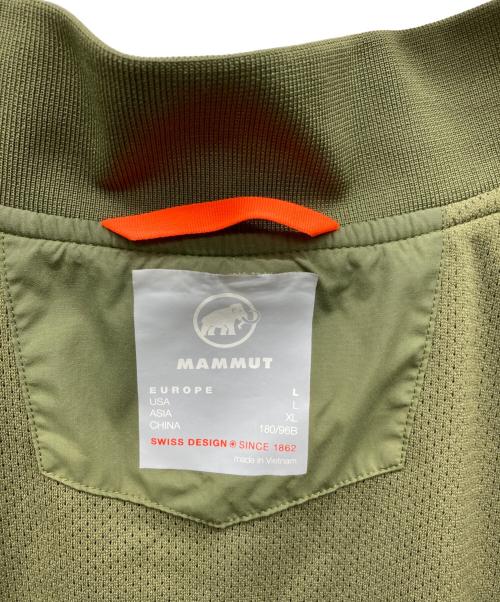 MAMMUT
EUROPE L
USA L
ASIA XL
CHINA 180/96B
SWISS DESIGN SINCE 1862
made in Vietnam